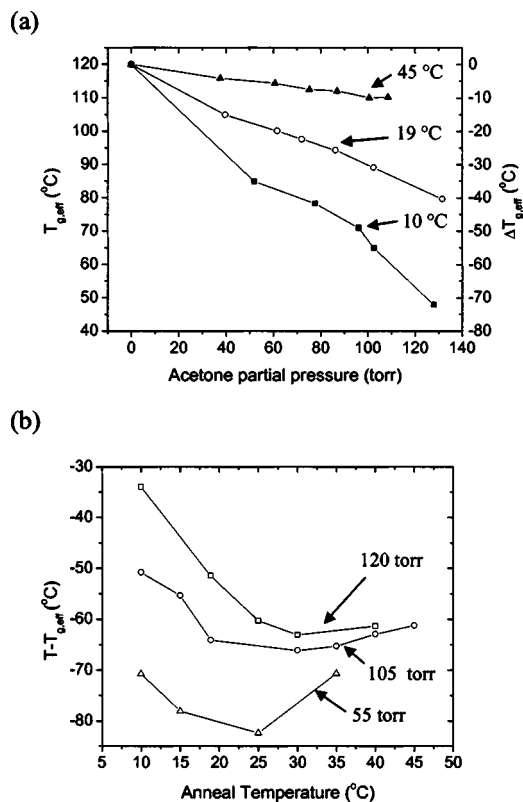 (a)
120
110
100
90
80
70
60
50
40
T_g,eff (°C)
0
-10
-20
-30
-40
-50
-60
-70
-80
ΔT_g,eff (°C)
45 °C
19 °C
10 °C
0 20 40 60 80 100 120 140
Acetone partial pressure (torr)
(b)
-30
-40
-50
-60
-70
-80
T-T_g,eff (°C)
120 torr
105 torr
55 torr
5 10 15 20 25 30 35 40 45 50
Anneal Temperature (°C)